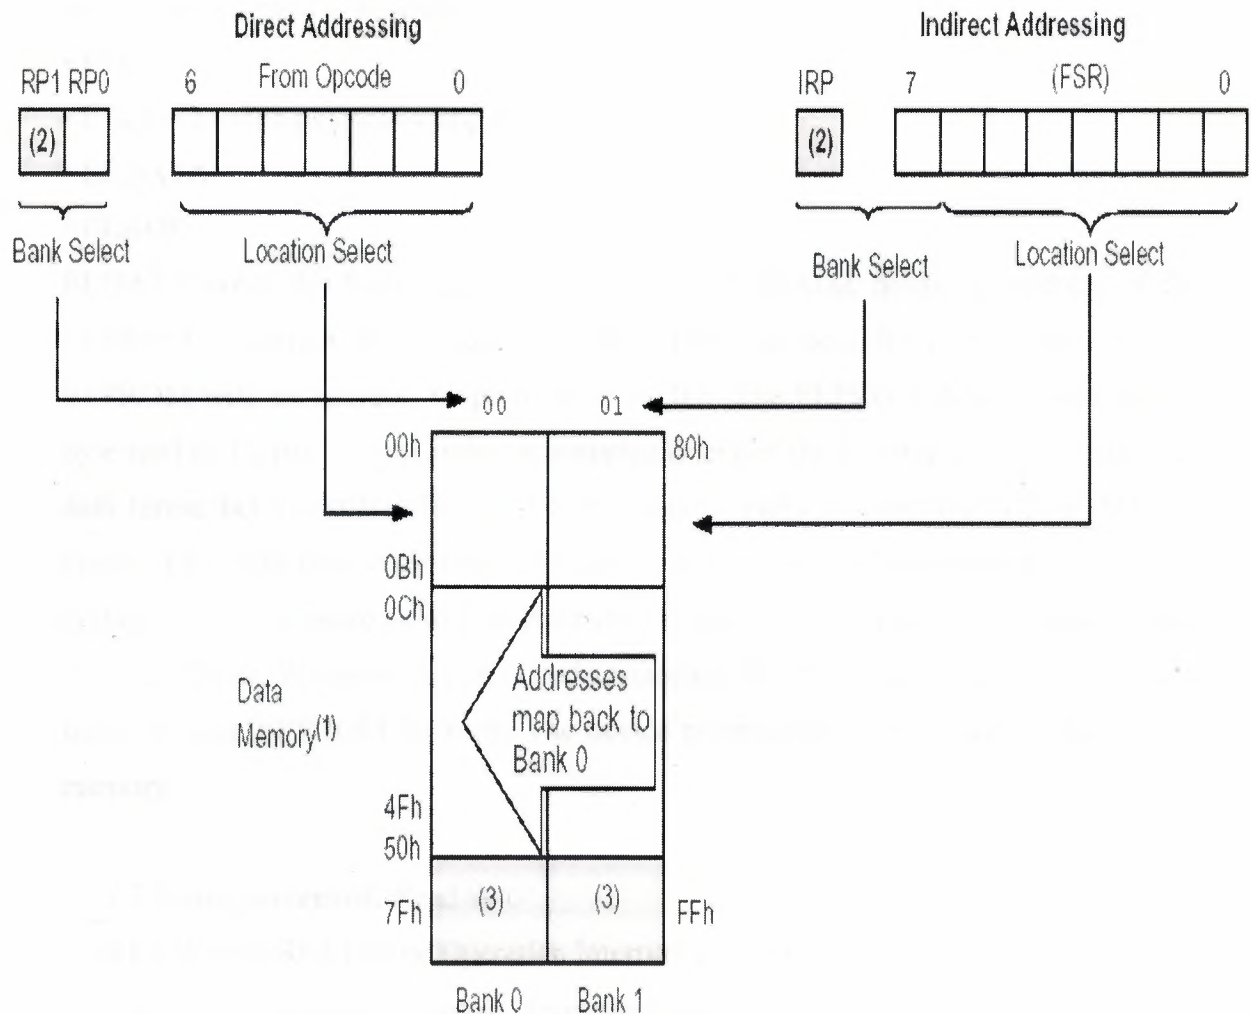 Direct Addressing
Indirect Addressing
RP1 RP0
6
From Opcode
0
IRP
7
(FSR)
0
(2)
(2)
Bank Select
Location Select
Bank Select
Location Select
00
01
00h
80h
0Bh
0Ch
Data
Memory(1)
Addresses
map back to
Bank 0
4Fh
50h
7Fh
(3)
(3)
FFh
Bank 0
Bank 1